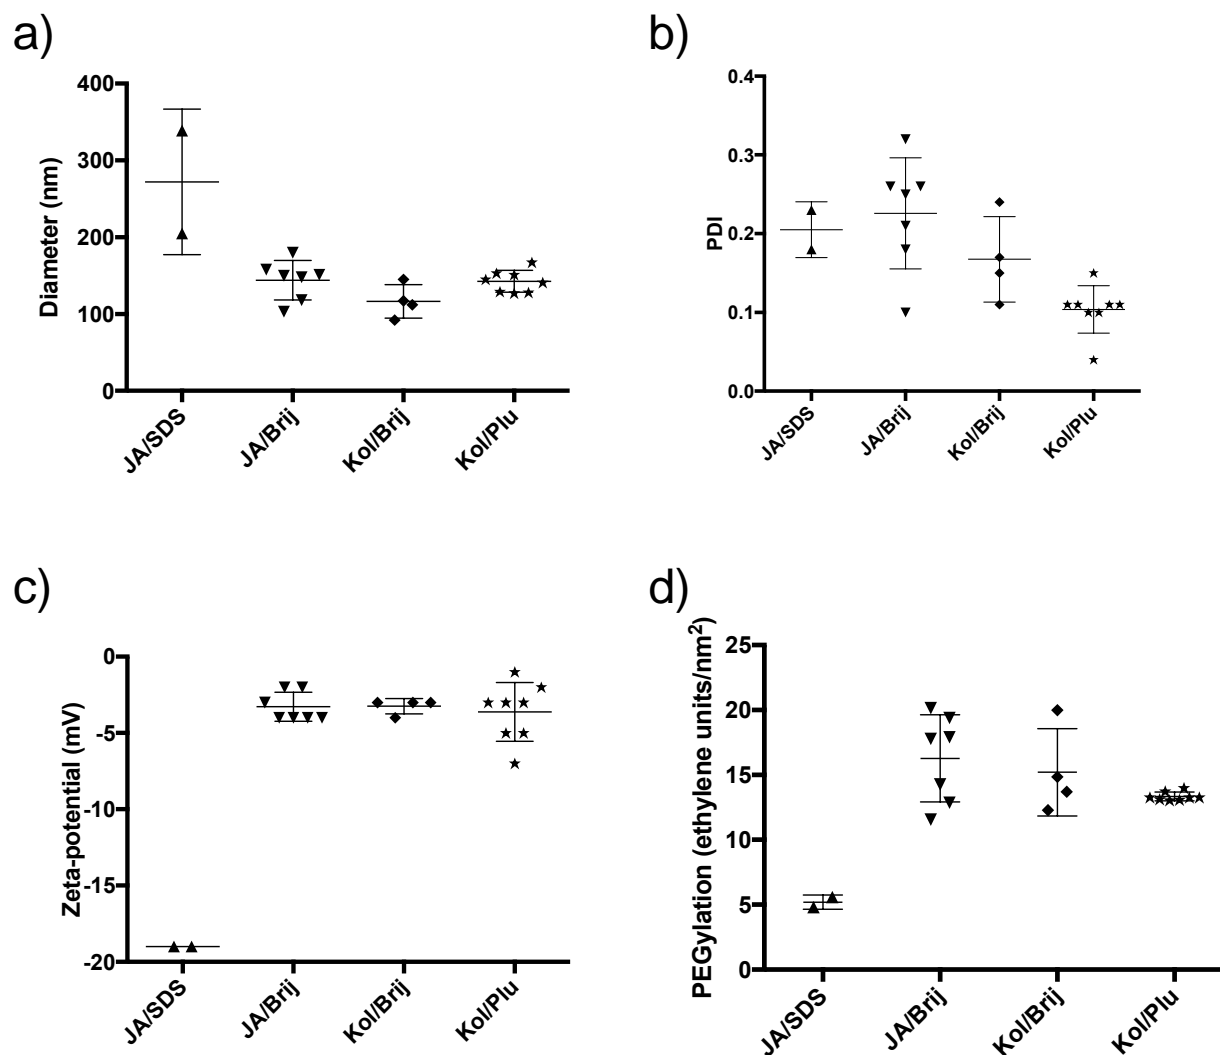 a)
Diameter (nm)
400
300
200
100
0
JA/SDS
JA/Brij
Kol/Brij
Kol/Plu
b)
PDI
0.4
0.3
0.2
0.1
0.0
JA/SDS
JA/Brij
Kol/Brij
Kol/Plu
c)
Zeta-potential (mV)
0
-5
-10
-15
-20
JA/SDS
JA/Brij
Kol/Brij
Kol/Plu
d)
PEGylation (ethylene units/nm²)
25
20
15
10
5
0
JA/SDS
JA/Brij
Kol/Brij
Kol/Plu